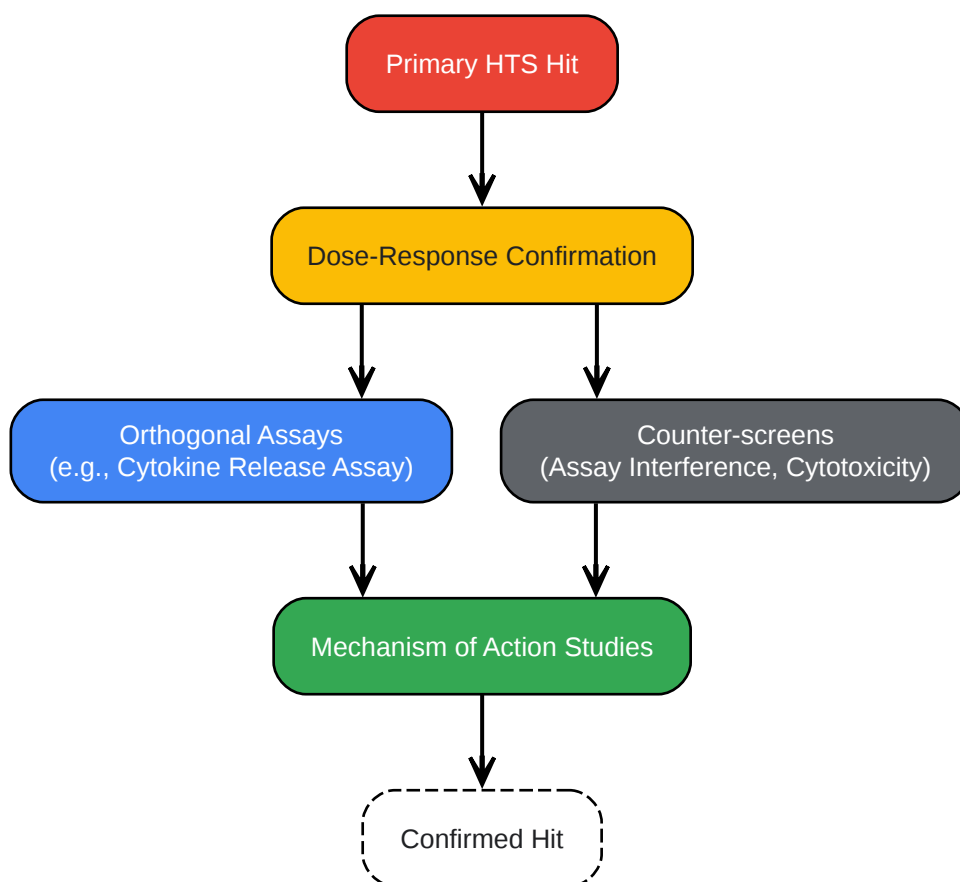 Primary HTS Hit
Dose-Response Confirmation
Orthogonal Assays
(e.g., Cytokine Release Assay)
Counter-screens
(Assay Interference, Cytotoxicity)
Mechanism of Action Studies
Confirmed Hit